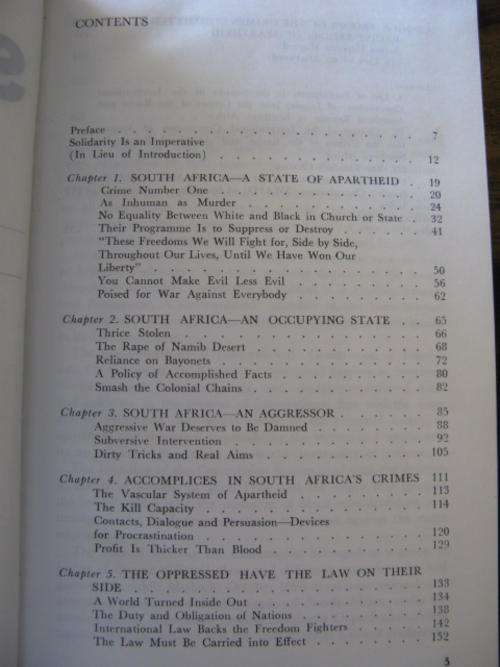 CONTENTS
Preface . . . . . . . . . . . . . . . . . 7
Solidarity Is an Imperative
(In Lieu of Introduction) . . . . . . . . . . . . 12
Chapter 1. SOUTH AFRICA—A STATE OF APARTHEID . 19
Crime Number One . . . . . . . . . . . . 20
As Inhuman as Murder . . . . . . . . . . . 24
No Equality Between White and Black in Church or State . 32
Their Programme Is to Suppress or Destroy . . . . . 41
"These Freedoms We Will Fight for, Side by Side,
Throughout Our Lives, Until We Have Won Our
Liberty" . . . . . . . . . . . . . . . 50
You Cannot Make Evil Less Evil . . . . . . . . 56
Poised for War Against Everybody . . . . . . . . 62
Chapter 2. SOUTH AFRICA—AN OCCUPYING STATE . . 65
Thrice Stolen . . . . . . . . . . . . . . 66
The Rape of Namib Desert . . . . . . . . . . 68
Reliance on Bayonets . . . . . . . . . . . . 72
A Policy of Accomplished Facts . . . . . . . . . 80
Smash the Colonial Chains . . . . . . . . . . 82
Chapter 3. SOUTH AFRICA—AN AGGRESSOR . . . . . 85
Aggressive War Deserves to Be Damned . . . . . . 88
Subversive Intervention . . . . . . . . . . . 92
Dirty Tricks and Real Aims . . . . . . . . . . 105
Chapter 4. ACCOMPLICES IN SOUTH AFRICA'S CRIMES 111
The Vascular System of Apartheid . . . . . . . . 113
The Kill Capacity . . . . . . . . . . . . . 114
Contacts, Dialogue and Persuasion—Devices
for Procrastination . . . . . . . . . . . . 120
Profit Is Thicker Than Blood . . . . . . . . . 129
Chapter 5. THE OPPRESSED HAVE THE LAW ON THEIR
SIDE . . . . . . . . . . . . . . . . . 133
A World Turned Inside Out . . . . . . . . . . 134
The Duty and Obligation of Nations . . . . . . . 138
International Law Backs the Freedom Fighters . . . . 142
The Law Must Be Carried into Effect . . . . . . . 152
3